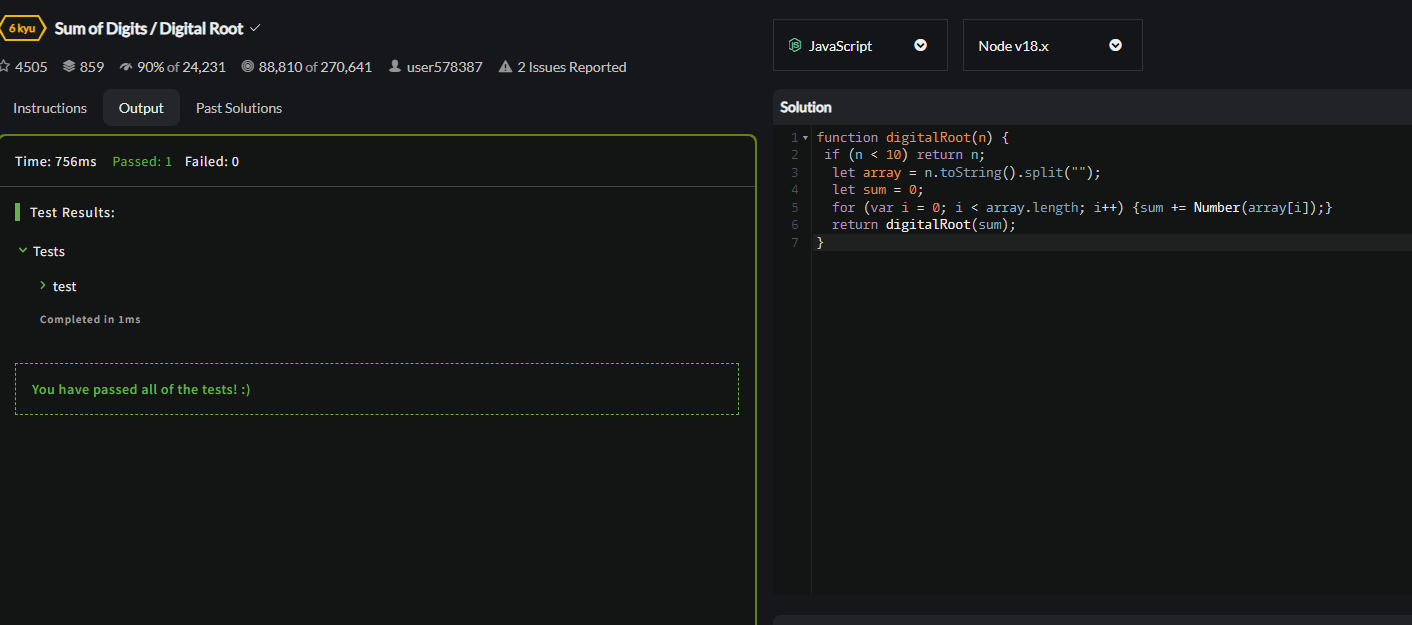 6 kyu Sum of Digits / Digital Root
4505 859 90% of 24,231 88,810 of 270,641 user578387 2 Issues Reported
Instructions Output Past Solutions
Time: 756ms Passed: 1 Failed: 0
Test Results:
Tests
test
Completed in 1ms
You have passed all of the tests! :)
JavaScript Node v18.x
Solution
1 function digitalRoot(n) {
2 if (n < 10) return n;
3 let array = n.toString().split("");
4 let sum = 0;
5 for (var i = 0; i < array.length; i++) {sum += Number(array[i]);}
6 return digitalRoot(sum);
7 }